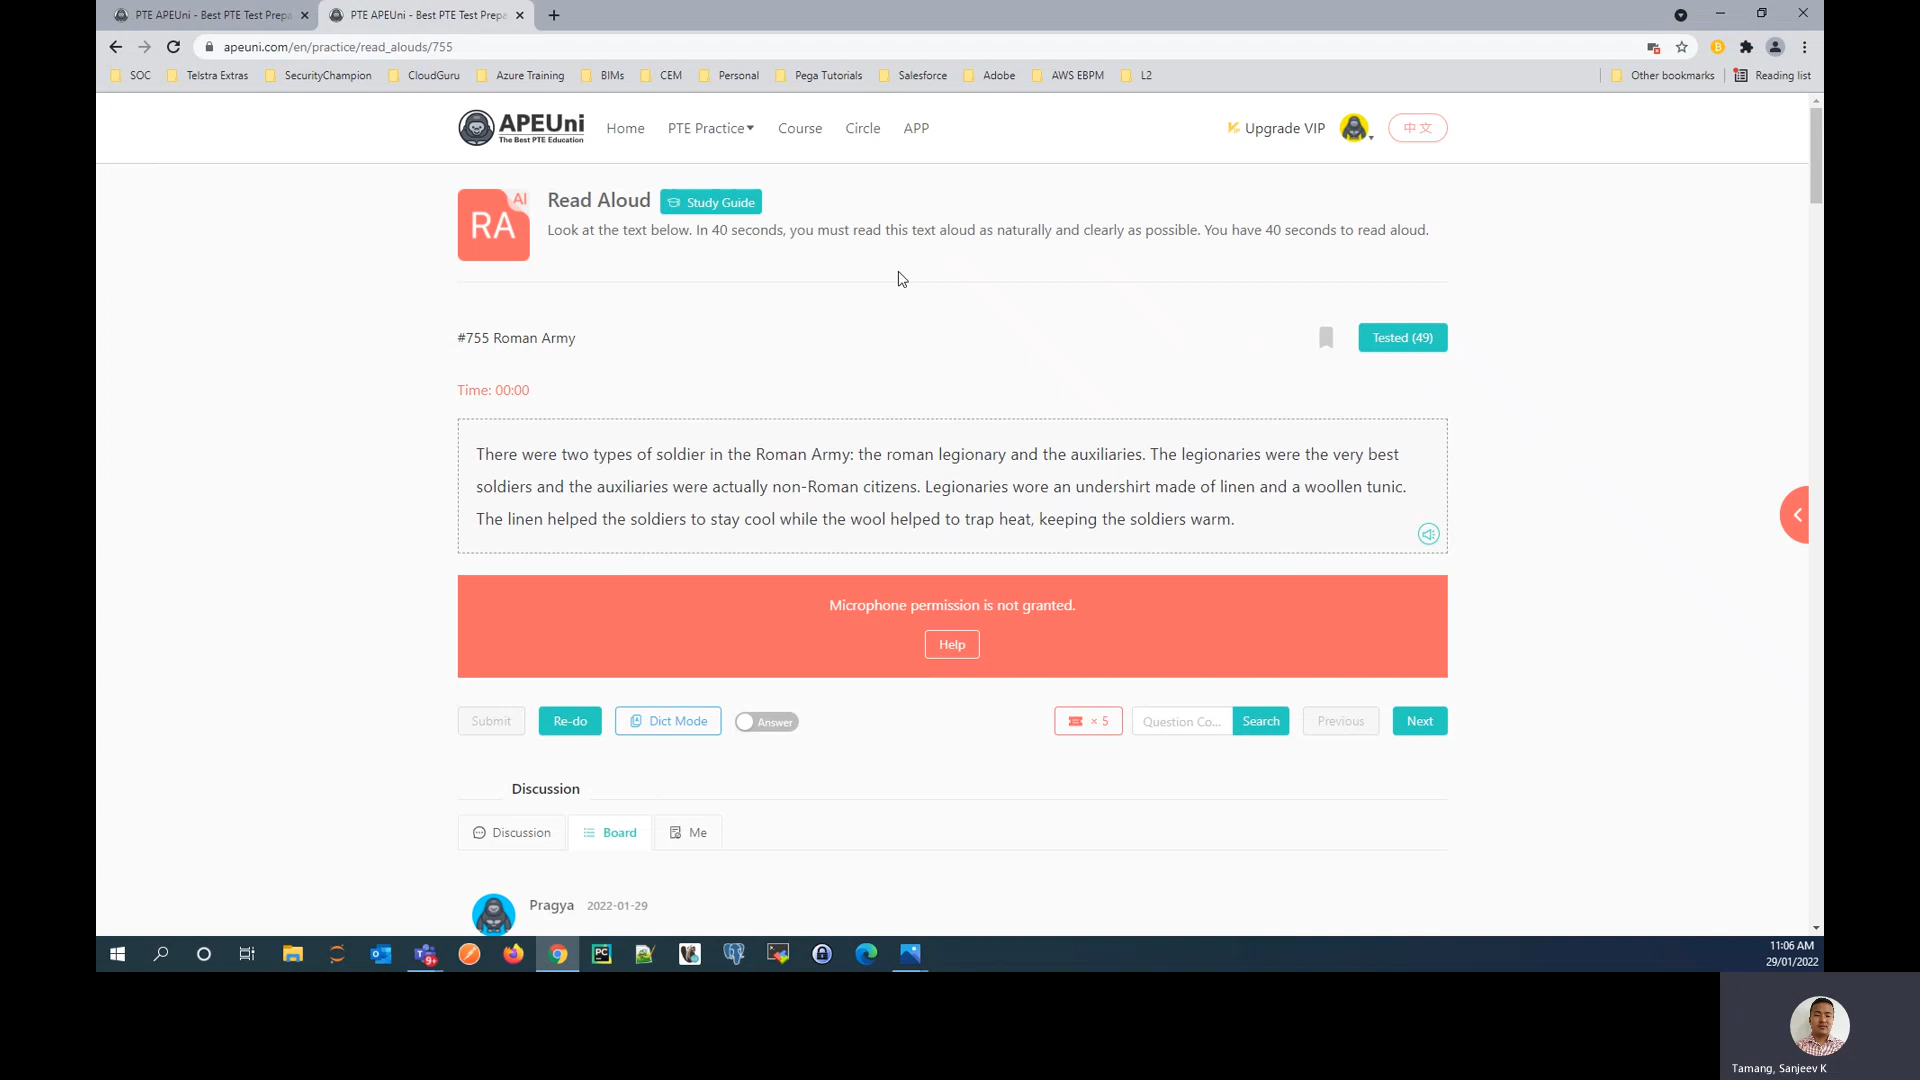 PTE APEUni - Best PTE Test Prepa
PTE APEUni - Best PTE Test Prepa
apeuni.com/en/practice/read_alouds/755
SOC Telstra Extras SecurityChampion CloudGuru Azure Training BIMs CEM Personal Pega Tutorials Salesforce Adobe AWS EBPM L2 Other bookmarks Reading list
APEUni
The Best PTE Education
Home PTE Practice Course Circle APP Upgrade VIP 中文
RA AI
Read Aloud Study Guide
Look at the text below. In 40 seconds, you must read this text aloud as naturally and clearly as possible. You have 40 seconds to read aloud.
#755 Roman Army Tested (49)
Time: 00:00
There were two types of soldier in the Roman Army: the roman legionary and the auxiliaries. The legionaries were the very best
soldiers and the auxiliaries were actually non-Roman citizens. Legionaries wore an undershirt made of linen and a woollen tunic.
The linen helped the soldiers to stay cool while the wool helped to trap heat, keeping the soldiers warm.
Microphone permission is not granted.
Help
Submit Re-do Dict Mode Answer × 5 Question Co... Search Previous Next
Discussion
Discussion Board Me
Pragya 2022-01-29
PC 9+
11:06 AM
29/01/2022
Tamang, Sanjeev K